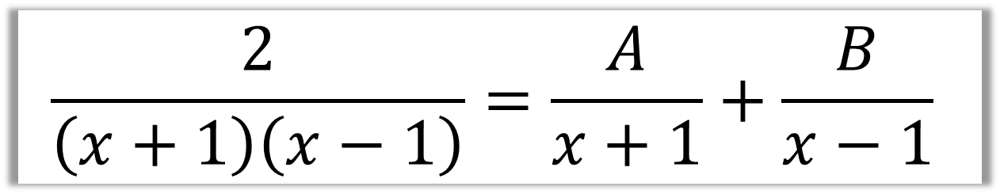 2/((x + 1)(x − 1)) = A/(x + 1) + B/(x − 1)